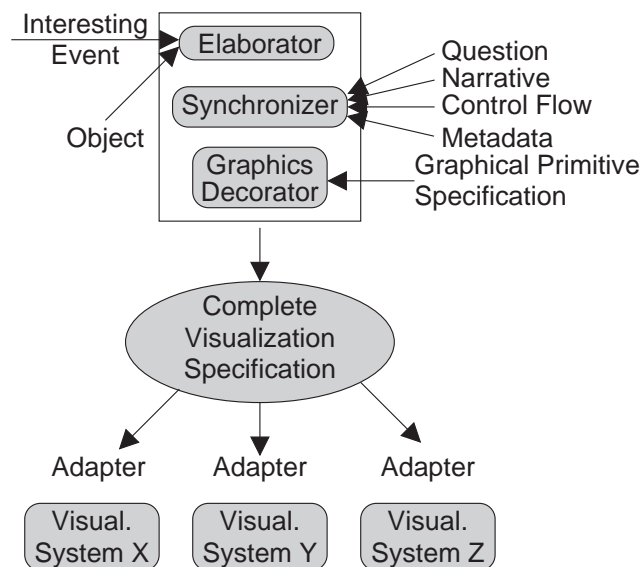 Interesting
Event
Elaborator
Object
Synchronizer
Question
Narrative
Control Flow
Metadata
Graphics
Decorator
Graphical Primitive
Specification
Complete
Visualization
Specification
Adapter
Adapter
Adapter
Visual.
System X
Visual.
System Y
Visual.
System Z